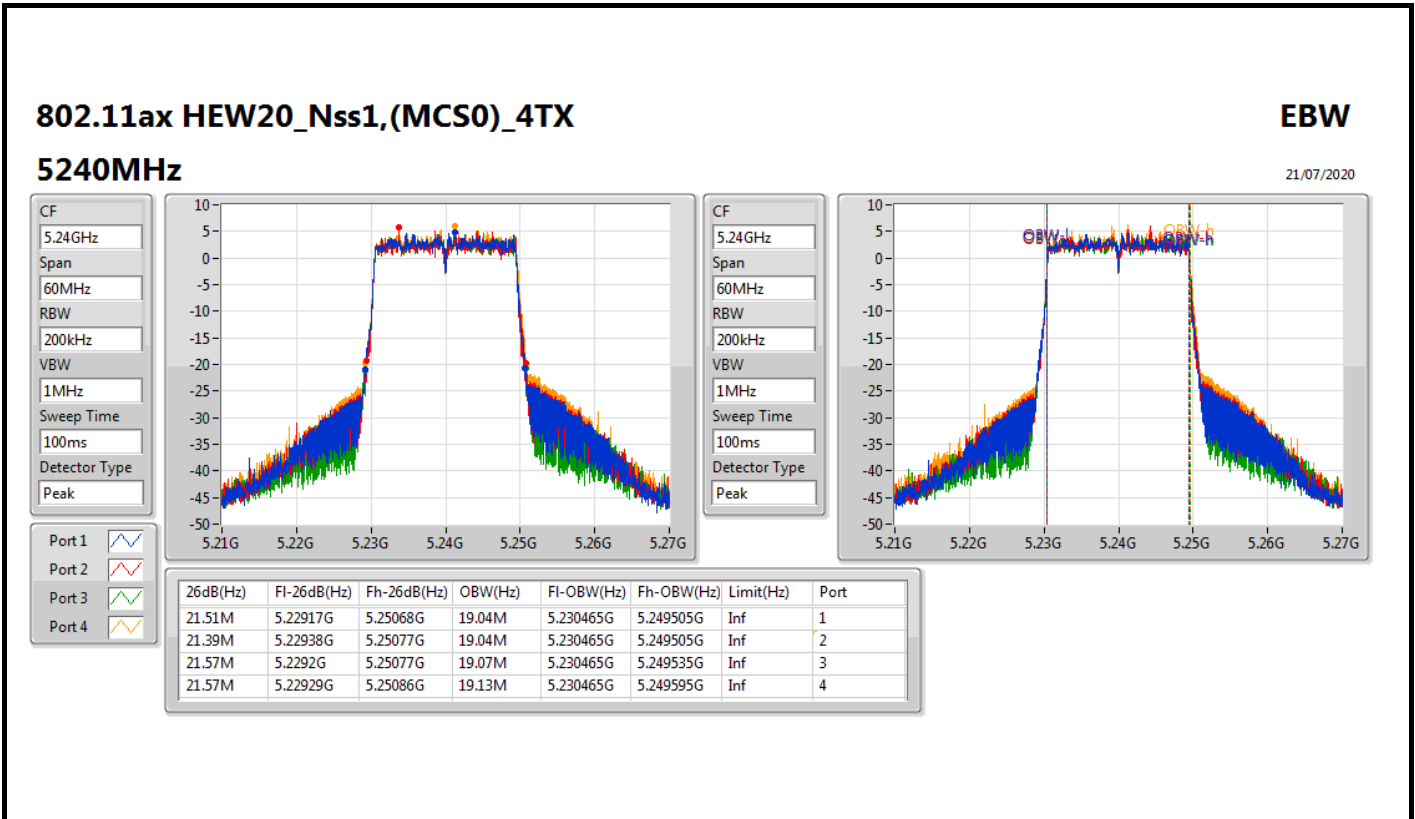 802.11ax HEW20_Nss1,(MCS0)_4TX
EBW
5240MHz
21/07/2020
CF
5.24GHz
Span
60MHz
RBW
200kHz
VBW
1MHz
Sweep Time
100ms
Detector Type
Peak
10
5
0
-5
-10
-15
-20
-25
-30
-35
-40
-45
-50
5.21G 5.22G 5.23G 5.24G 5.25G 5.26G 5.27G
CF
5.24GHz
Span
60MHz
RBW
200kHz
VBW
1MHz
Sweep Time
100ms
Detector Type
Peak
10
5
0
-5
-10
-15
-20
-25
-30
-35
-40
-45
-50
OBW-l
OBW-h
OBW-h
5.21G 5.22G 5.23G 5.24G 5.25G 5.26G 5.27G
Port 1
Port 2
Port 3
Port 4
26dB(Hz) Fl-26dB(Hz) Fh-26dB(Hz) OBW(Hz) Fl-OBW(Hz) Fh-OBW(Hz) Limit(Hz) Port
21.51M 5.22917G 5.25068G 19.04M 5.230465G 5.249505G Inf 1
21.39M 5.22938G 5.25077G 19.04M 5.230465G 5.249505G Inf 2
21.57M 5.2292G 5.25077G 19.07M 5.230465G 5.249535G Inf 3
21.57M 5.22929G 5.25086G 19.13M 5.230465G 5.249595G Inf 4